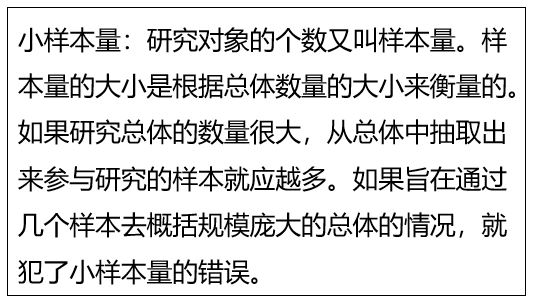 小样本量：研究对象的个数又叫样本量。样
本量的大小是根据总体数量的大小来衡量的。
如果研究总体的数量很大，从总体中抽取出
来参与研究的样本就应越多。如果旨在通过
几个样本去概括规模庞大的总体的情况，就
犯了小样本量的错误。